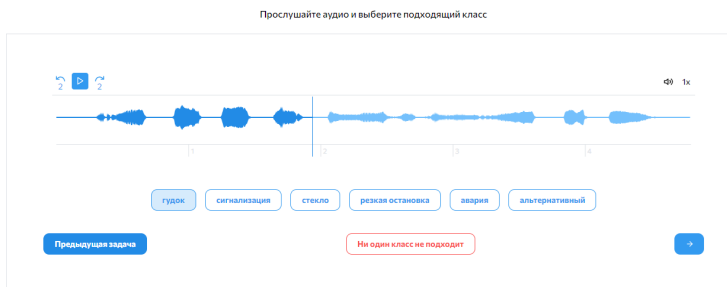 Прослушайте аудио и выберите подходящий класс
2 2 1x
1 2 3 4
гудок сигнализация стекло резкая остановка авария альтернативный
Предыдущая задача Ни один класс не подходит